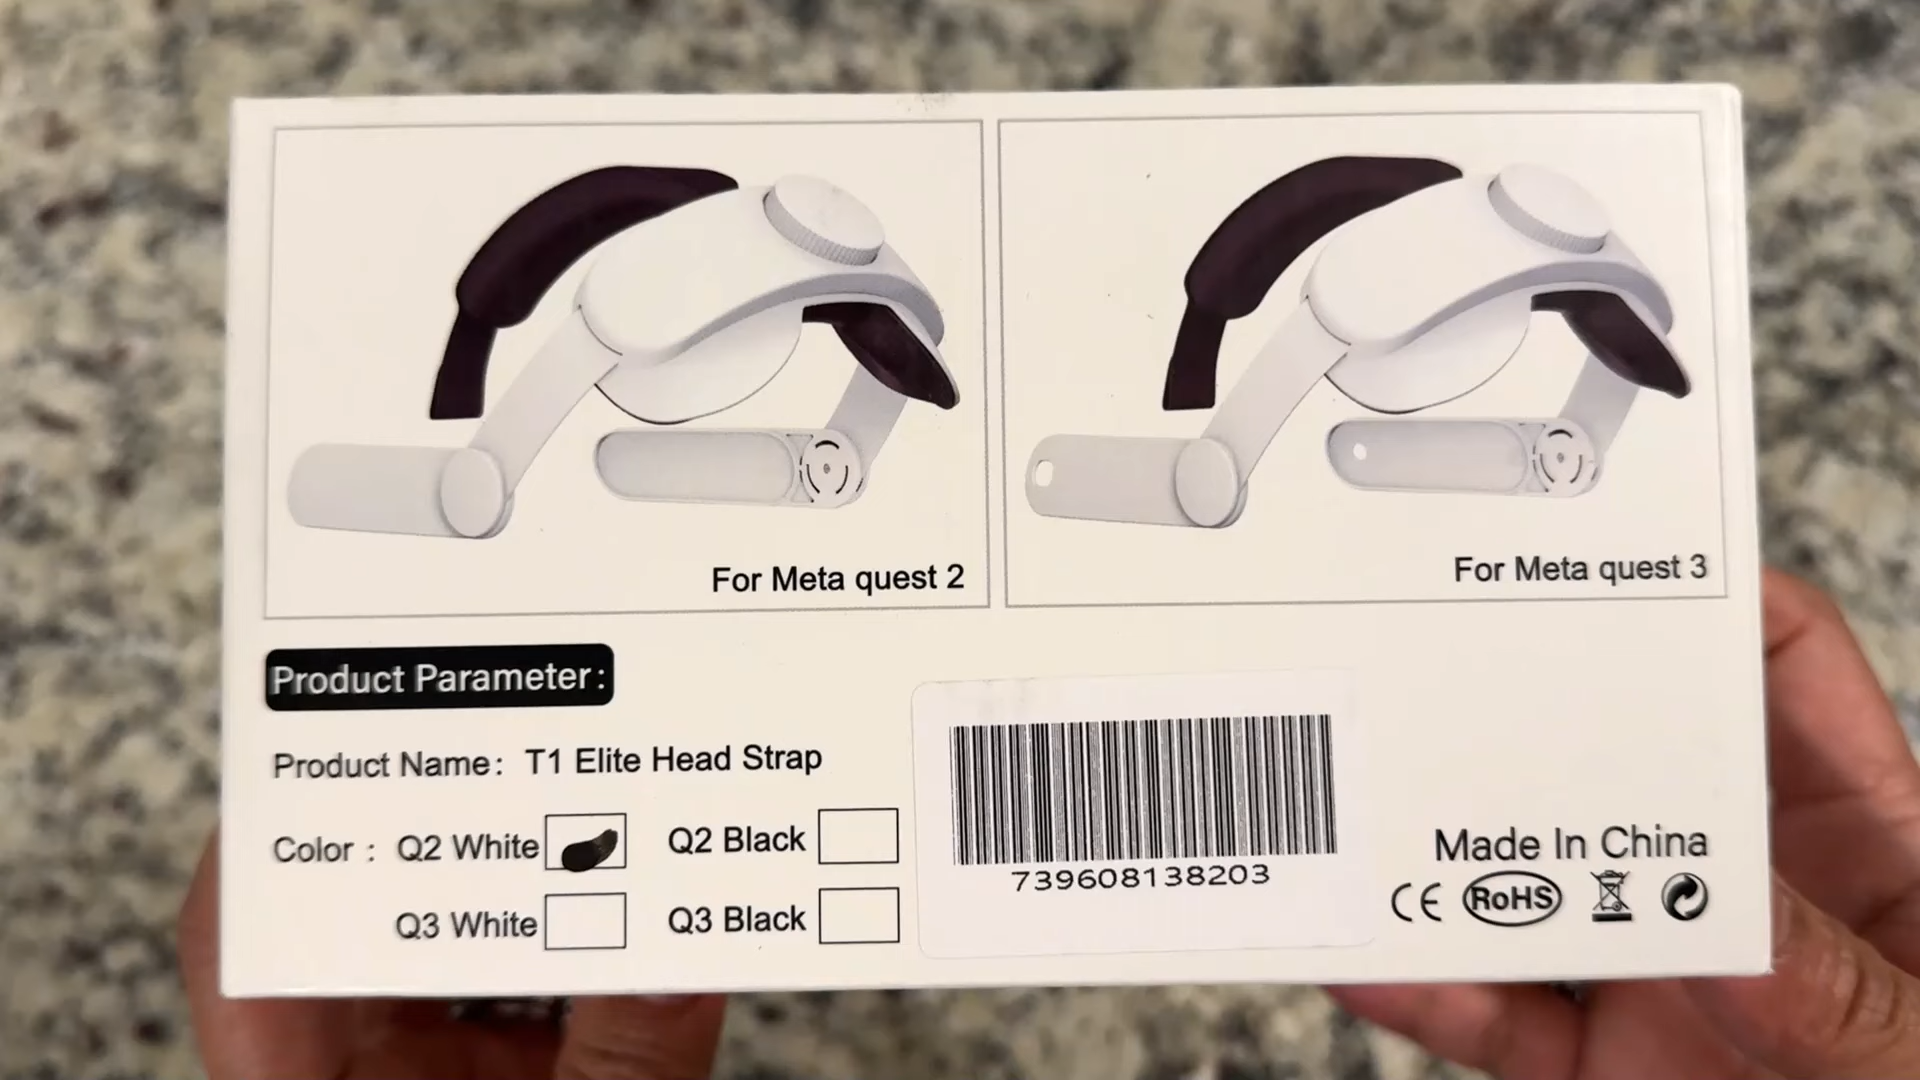 For Meta quest 2
For Meta quest 3
Product Parameter:
Product Name: T1 Elite Head Strap
Color : Q2 White Q2 Black
Q3 White Q3 Black
739608138203
Made In China
CE RoHS